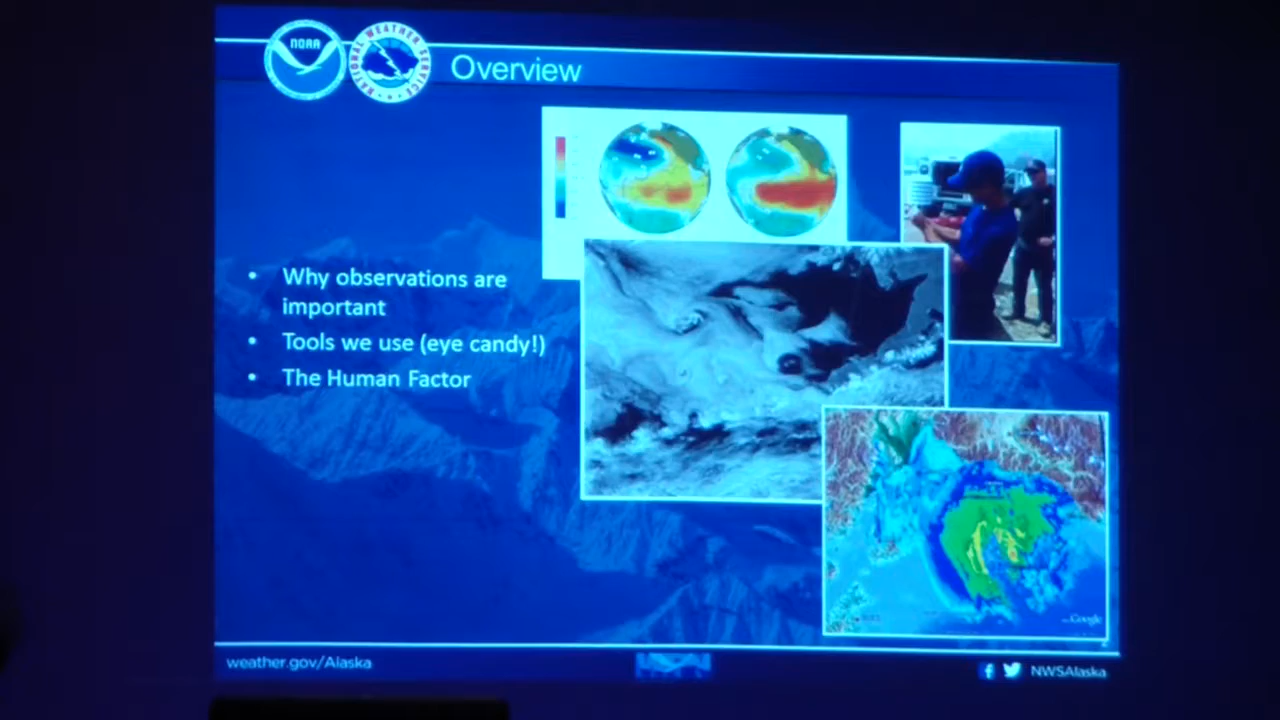 NOAA
NATIONAL WEATHER SERVICE
Overview
• Why observations are
important
• Tools we use (eye candy!)
• The Human Factor
Google
weather.gov/Alaska
NWSAlaska